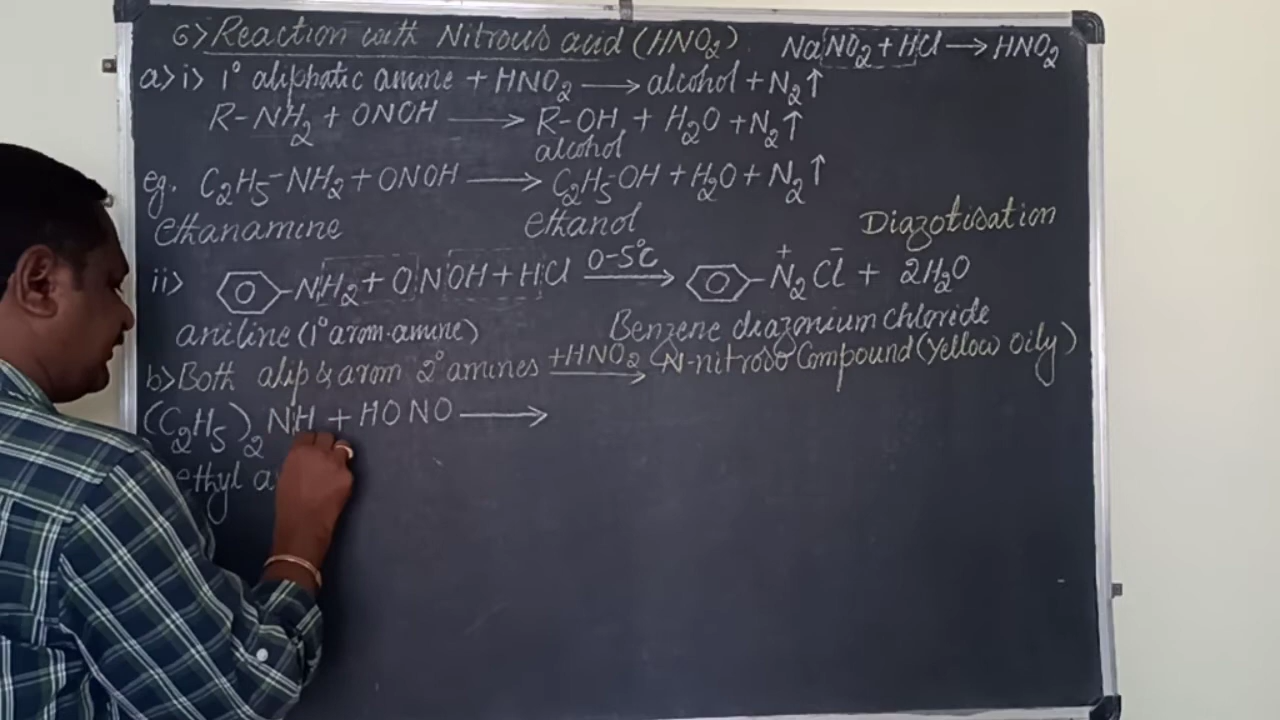 6> Reaction with Nitrous acid (HNO2) NaNO2 + HCl → HNO2
a> i> 1° aliphatic amine + HNO2 → alcohol + N2↑
R-NH2 + ONOH → R-OH + H2O + N2↑
alcohol
eg. C2H5-NH2 + ONOH → C2H5-OH + H2O + N2↑
Ethanamine ethanol Diazotisation
ii> -NH2 + ONOH + HCl 0-5°C → -N2+ Cl- + 2H2O
aniline (1° arom. amine) Benzene diazonium chloride
b> Both alip & arom 2° amines +HNO2 → N-nitroso Compound (Yellow oily)
(C2H5)2 NH + HONO →
ethyl a